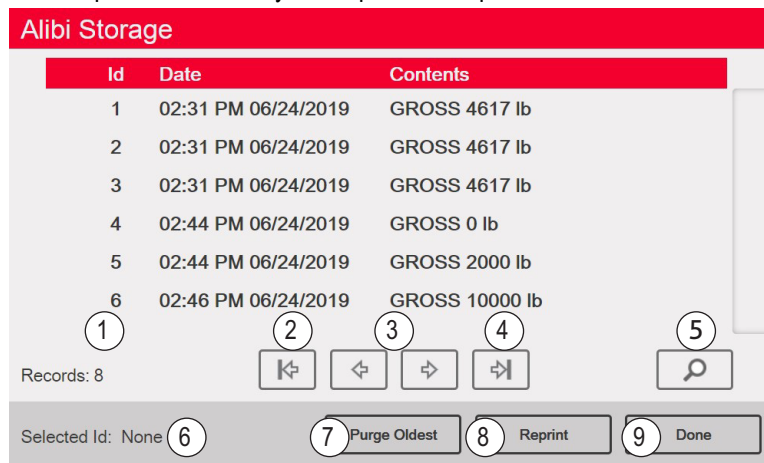 Alibi Storage
Id Date Contents
1 02:31 PM 06/24/2019 GROSS 4617 lb
2 02:31 PM 06/24/2019 GROSS 4617 lb
3 02:31 PM 06/24/2019 GROSS 4617 lb
4 02:44 PM 06/24/2019 GROSS 0 lb
5 02:44 PM 06/24/2019 GROSS 2000 lb
6 02:46 PM 06/24/2019 GROSS 10000 lb
1 2 3 4 5
Records: 8
Selected Id: None 6 7 Purge Oldest 8 Reprint 9 Done